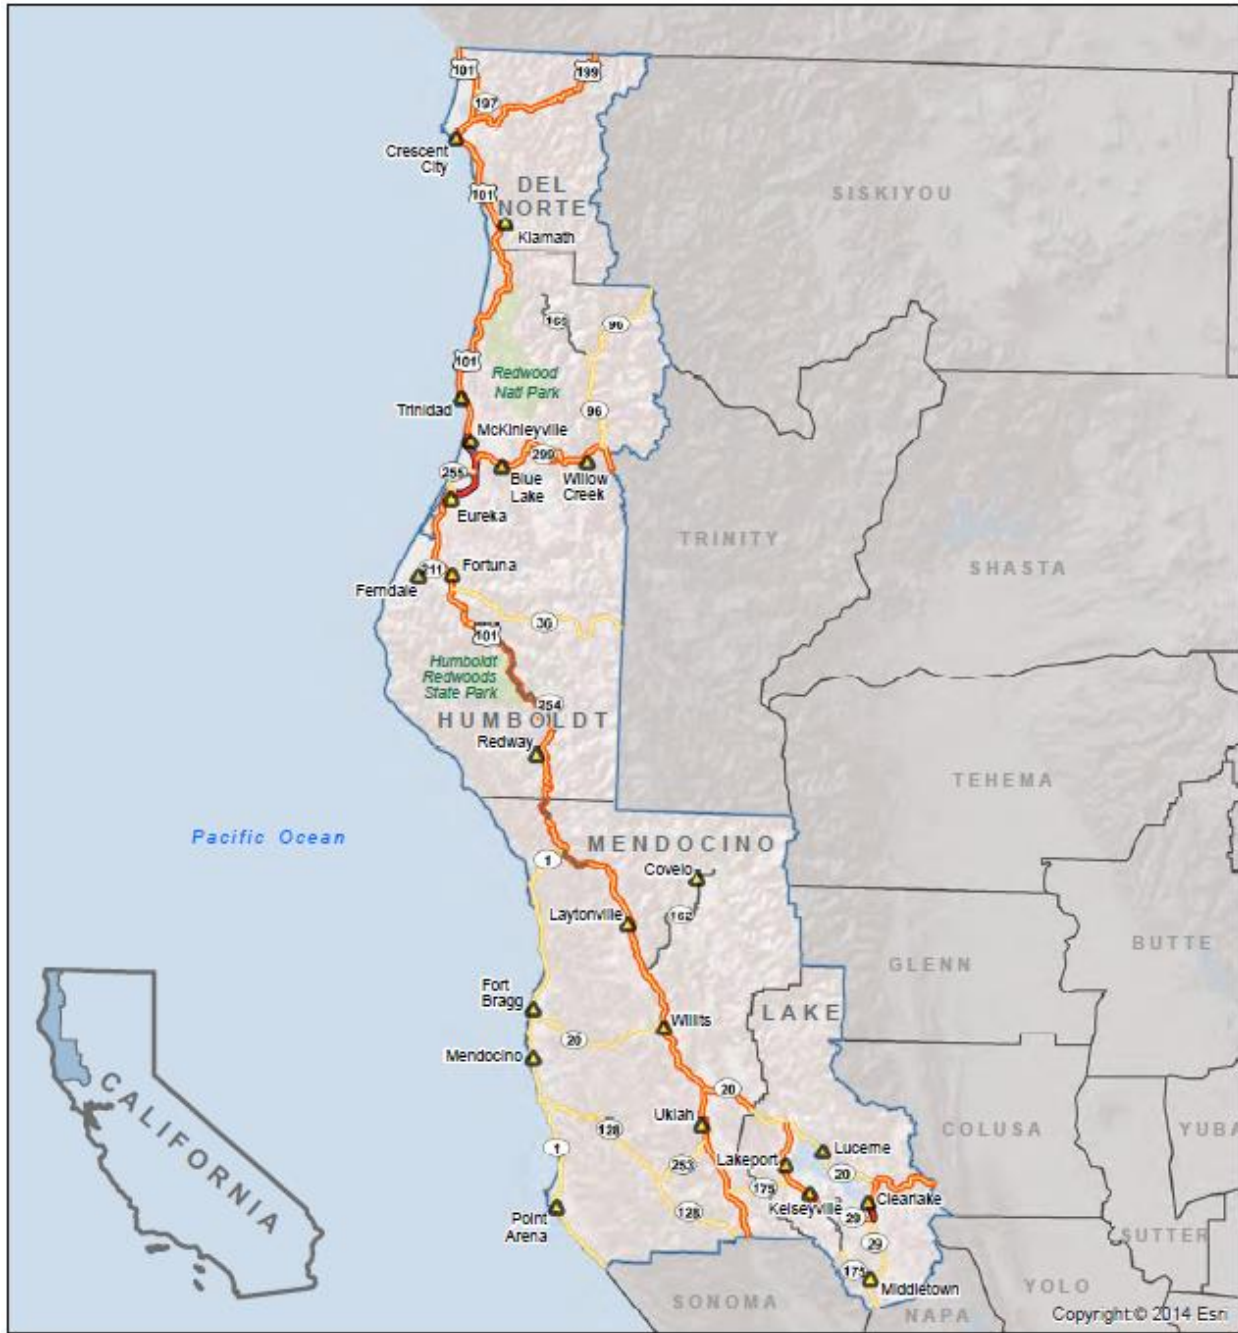 101
199
197
Crescent
City
101
DEL
NORTE
SISKIYOU
Klamath
96
101
Redwood
Natl Park
Trinidad
96
McKinleyville
299
255
Blue
Lake
Willow
Creek
Eureka
TRINITY
SHASTA
211
Fortuna
Ferndale
36
101
Humboldt
Redwoods
State Park
254
HUMBOLDT
Redway
TEHEMA
Pacific Ocean
MENDOCINO
1
Covelo
Laytonville
162
BUTTE
GLENN
Fort
Bragg
LAKE
Willits
20
Mendocino
CALIFORNIA
20
Ukiah
128
COLUSA
YUBA
1
Lucerne
253
Lakeport
20
175
Kelseyville
Clearlake
Point
Arena
128
29
29
SUTTER
175
Middletown
YOLO
SONOMA
NAPA
Copyright:© 2014 Esri